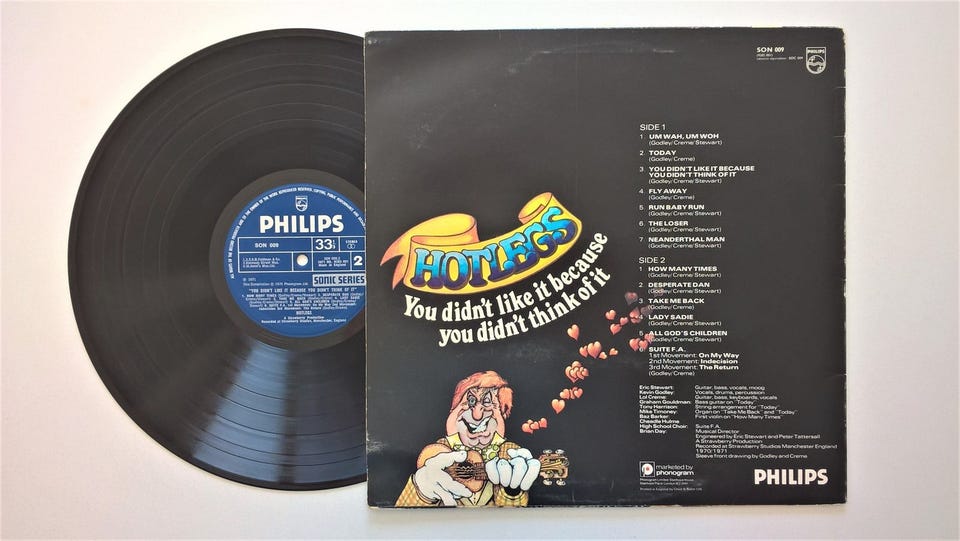 PHILIPS
SON 009
33⅓
STEREO
2
Made in England
SONIC SERIES
℗ 1971
"YOU DIDN'T LIKE IT BECAUSE YOU DIDN'T THINK OF IT"
HOTLEGS
A Strawberry Production
Recorded at Strawberry Studios, Manchester, England
SON 009
PHILIPS
HOTLEGS
You didn't like it because
you didn't think of it
SIDE 1
1. UM WAH, UM WOH
(Godley/Creme/Stewart)
2. TODAY
(Godley/Creme)
3 YOU DIDN'T LIKE IT BECAUSE
YOU DIDN'T THINK OF IT
(Godley/Creme/Stewart)
4. FLY AWAY
(Godley/Creme)
5. RUN BABY RUN
(Godley/Creme/Stewart)
6. THE LOSER
(Godley/Creme/Stewart)
7. NEANDERTHAL MAN
(Godley/Creme/Stewart)
SIDE 2
1 HOW MANY TIMES
(Godley/Creme/Stewart)
2. DESPERATE DAN
(Godley/Creme/Stewart)
3 TAKE ME BACK
(Godley/Creme/Stewart)
4. LADY SADIE
(Godley/Creme/Stewart)
5. ALL GOD'S CHILDREN
(Godley/Creme/Stewart)
6. SUITE F.A.
1st Movement: On My Way
2nd Movement: Indecision
3rd Movement: The Return
(Godley/Creme)
Eric Stewart: Guitar, bass, vocals, moog
Kevin Godley: Vocals, drums, percussion
Lol Creme: Guitar, bass, keyboards, vocals
Graham Gouldman: Bass guitar on "Today"
Tony Harrison: String arrangement for "Today"
Mike Timoney: Organ on "Take Me Back" and "Today"
Baz Barker: First violin on "How Many Times"
Cheadle Hulme
High School Choir: Suite F.A.
Brian Day: Musical Director
Engineered by Eric Stewart and Peter Tattersall
A Strawberry Production
Recorded at Strawberry Studios Manchester England
1970/1971
Sleeve front drawing by Godley and Creme
marketed by
phonogram
PHILIPS